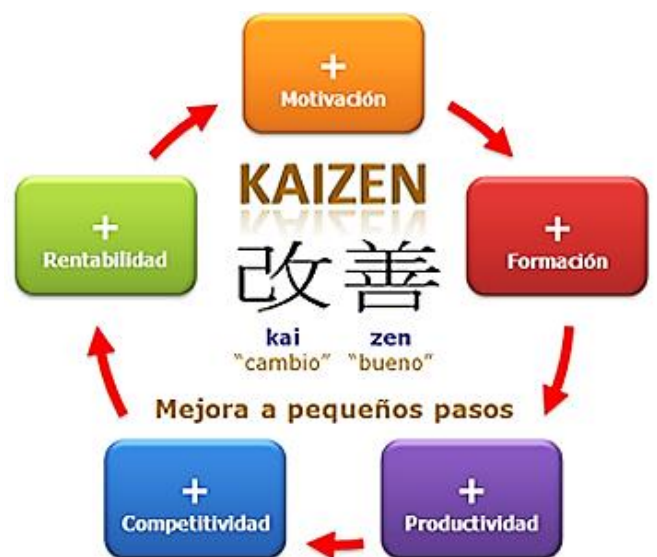 +
Motivación
KAIZEN
+
Rentabilidad
+
Formación
改善
kai zen
"cambio" "bueno"
Mejora a pequeños pasos
+
Competitividad
+
Productividad